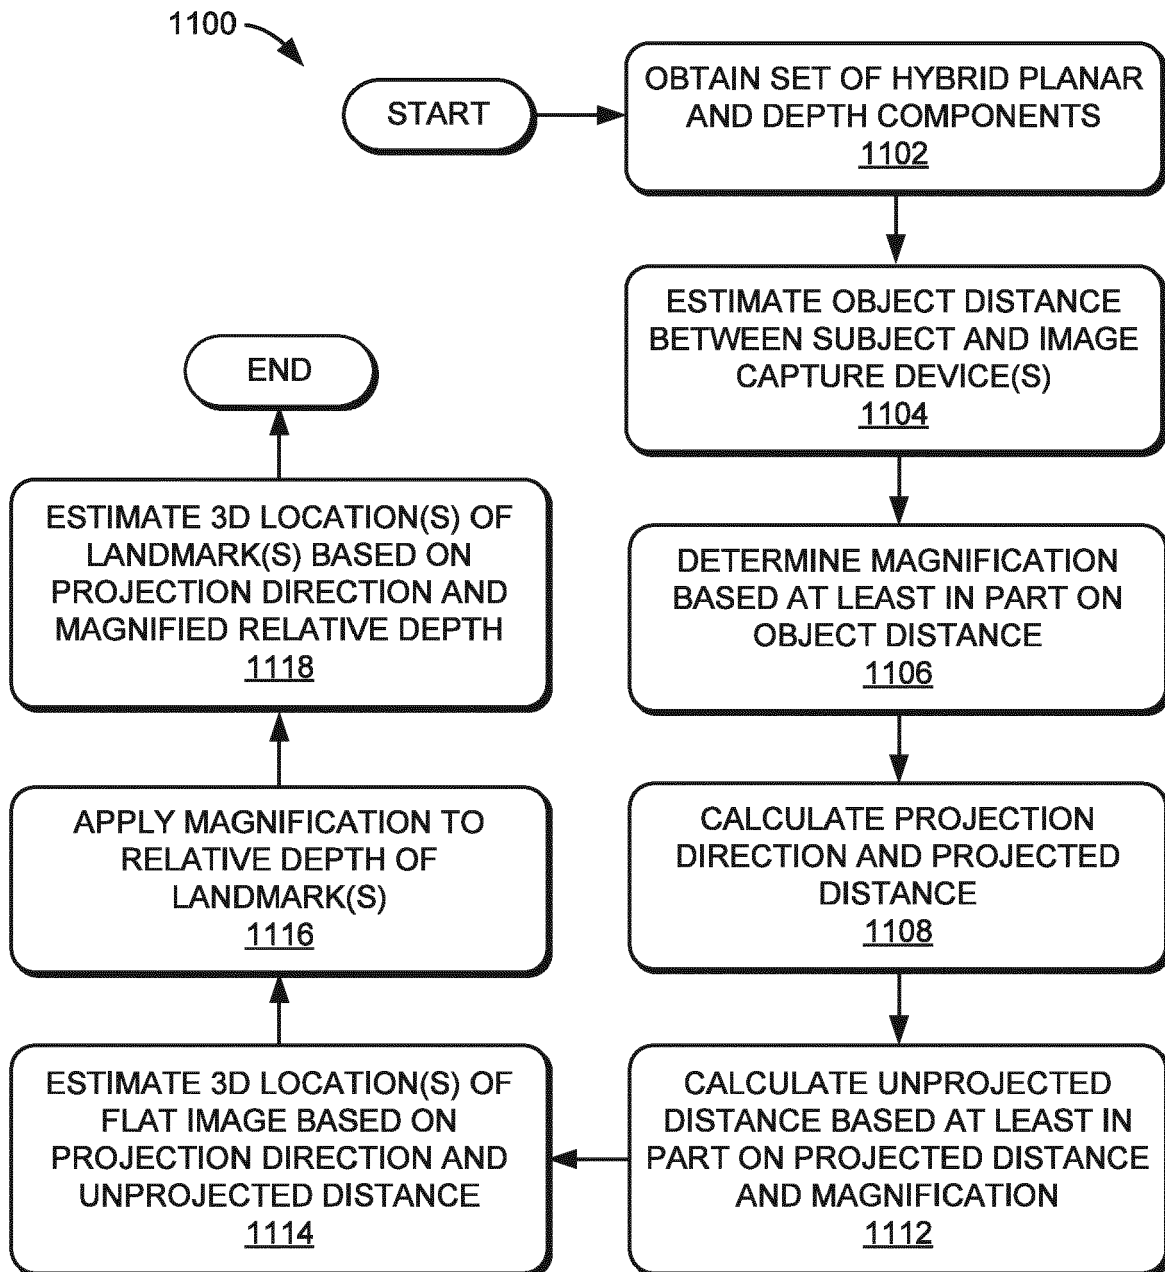 1100
START
OBTAIN SET OF HYBRID PLANAR
AND DEPTH COMPONENTS
1102
ESTIMATE OBJECT DISTANCE
BETWEEN SUBJECT AND IMAGE
CAPTURE DEVICE(S)
1104
DETERMINE MAGNIFICATION
BASED AT LEAST IN PART ON
OBJECT DISTANCE
1106
CALCULATE PROJECTION
DIRECTION AND PROJECTED
DISTANCE
1108
CALCULATE UNPROJECTED
DISTANCE BASED AT LEAST IN
PART ON PROJECTED DISTANCE
AND MAGNIFICATION
1112
ESTIMATE 3D LOCATION(S) OF
FLAT IMAGE BASED ON
PROJECTION DIRECTION AND
UNPROJECTED DISTANCE
1114
APPLY MAGNIFICATION TO
RELATIVE DEPTH OF
LANDMARK(S)
1116
ESTIMATE 3D LOCATION(S) OF
LANDMARK(S) BASED ON
PROJECTION DIRECTION AND
MAGNIFIED RELATIVE DEPTH
1118
END